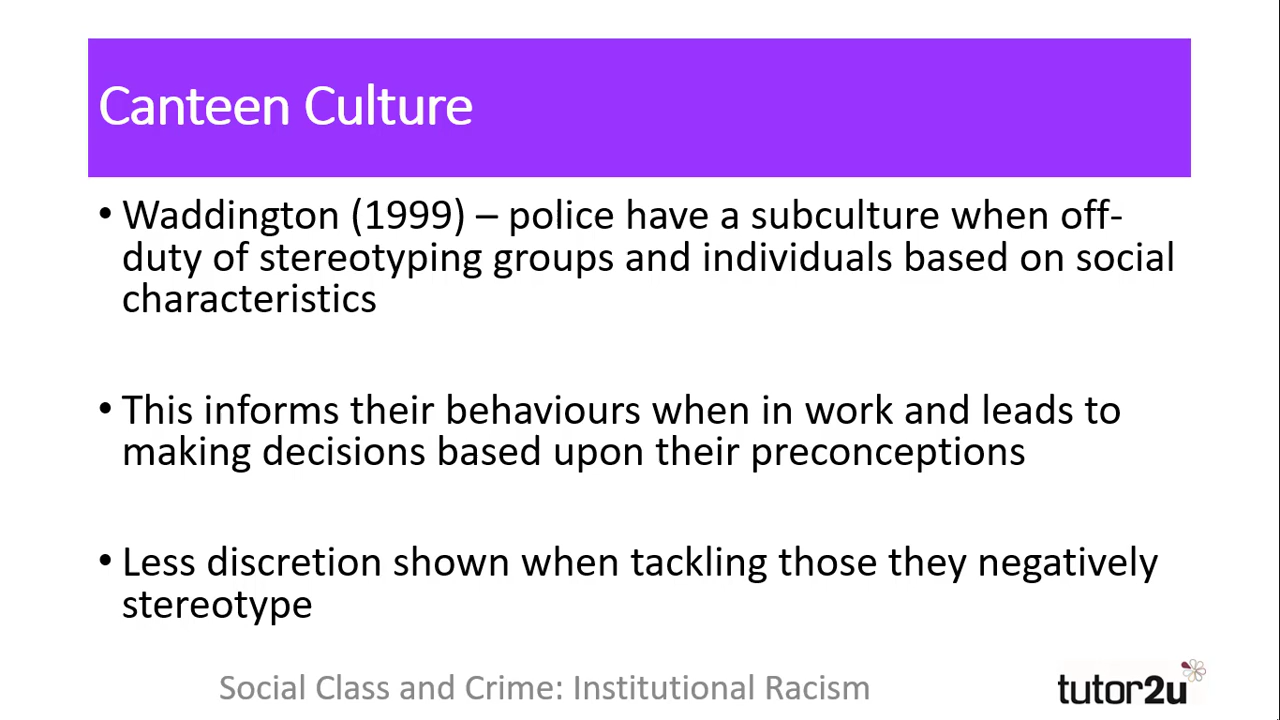 Canteen Culture
• Waddington (1999) – police have a subculture when off-
duty of stereotyping groups and individuals based on social
characteristics
• This informs their behaviours when in work and leads to
making decisions based upon their preconceptions
• Less discretion shown when tackling those they negatively
stereotype
Social Class and Crime: Institutional Racism
tutor2u